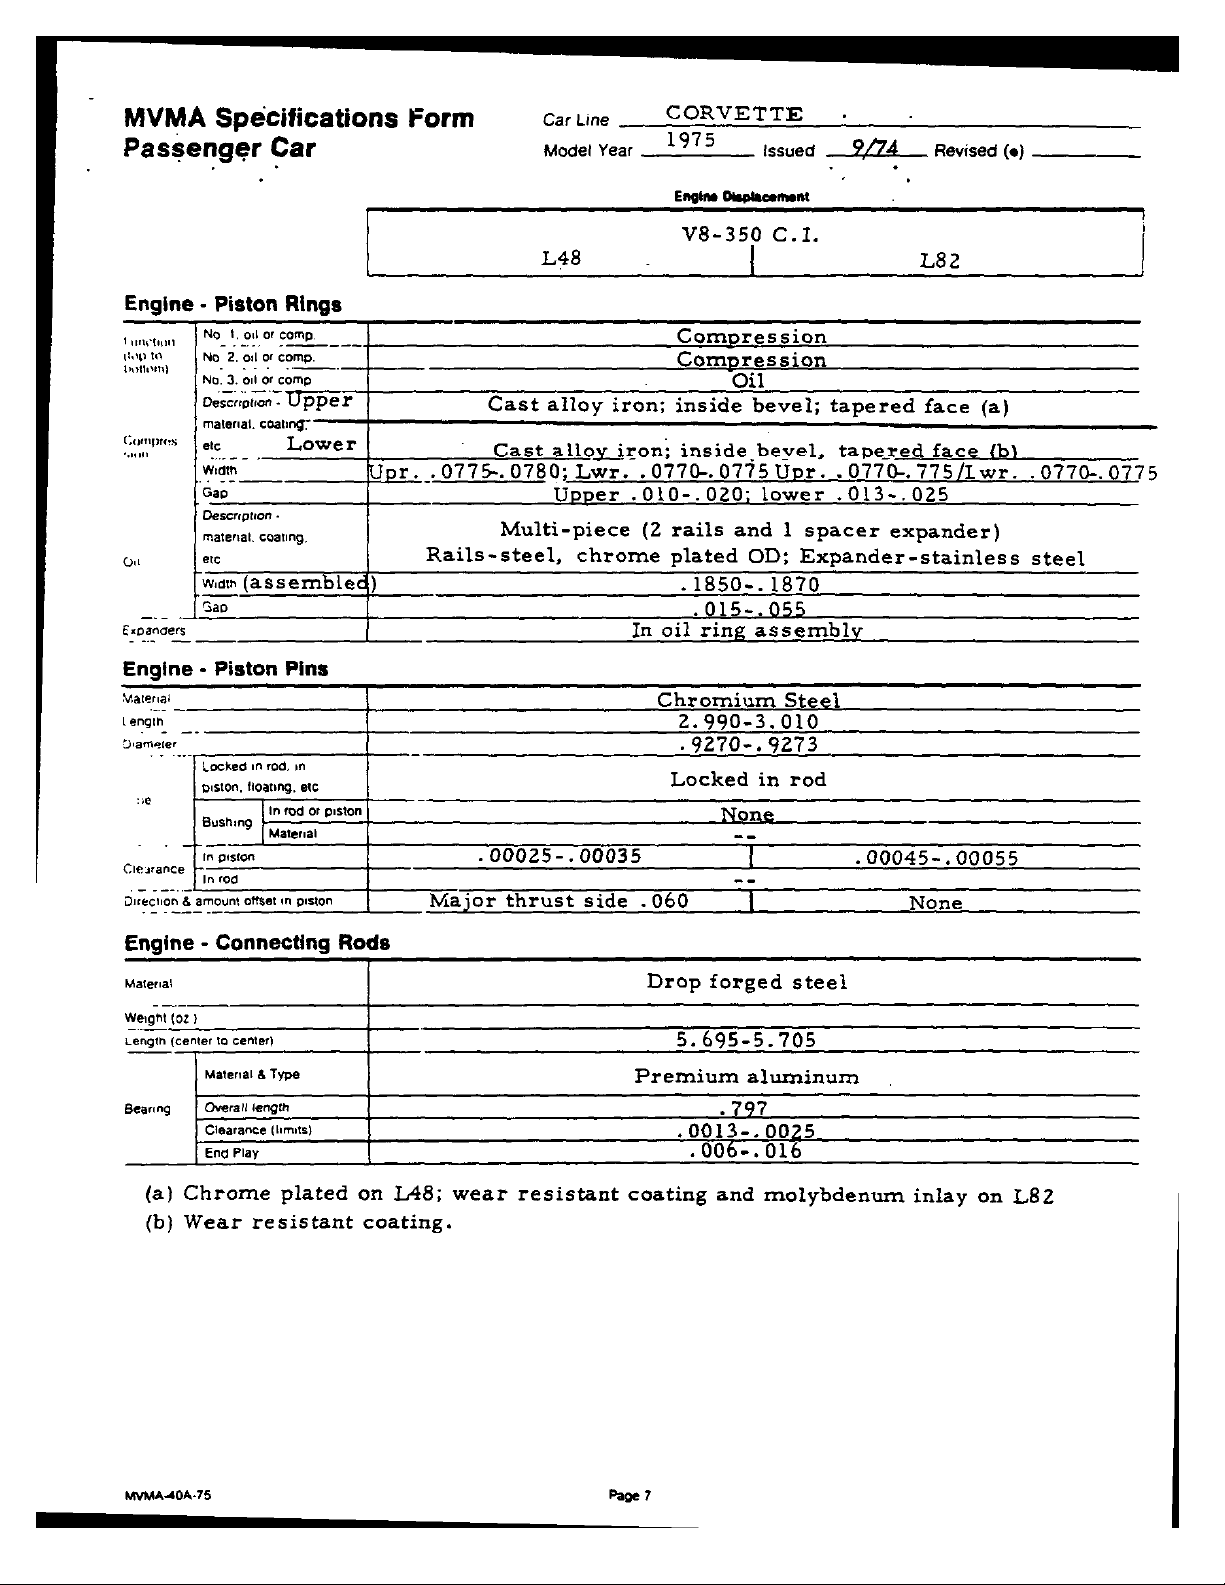 MVMA Specifications Form
Passenger Car
Car Line CORVETTE
Model Year 1975 Issued 9/74 Revised (•)
Engine Displacement
V8-350 C.I.
L48 L82
Engine - Piston Rings
Function (top to bottom) No 1. oil or comp. Compression
No 2. oil or comp. Compression
No. 3. oil or comp Oil
Description - Upper Cast alloy iron; inside bevel; tapered face (a)
material, coating,
Compression etc Lower Cast alloy iron; inside bevel, tapered face (b)
Width Upr. .0775-.0780; Lwr. .0770-.0775 Upr. .0770-.775/Lwr. .0770-.0775
Gap Upper .010-.020; lower .013-.025
Description -
material, coating, Multi-piece (2 rails and 1 spacer expander)
Oil etc Rails-steel, chrome plated OD; Expander-stainless steel
Width (assembled) .1850-.1870
Gap .015-.055
Expanders In oil ring assembly
Engine - Piston Pins
Material Chromium Steel
Length 2.990-3.010
Diameter .9270-.9273
Locked in rod, in
piston, floating, etc Locked in rod
Bushing In rod or piston None
Material --
Clearance In piston .00025-.00035 .00045-.00055
In rod --
Direction & amount offset in piston Major thrust side .060 None
Engine - Connecting Rods
Material Drop forged steel
Weight (oz )
Length (center to center) 5.695-5.705
Material & Type Premium aluminum
Bearing Overall length .797
Clearance (limits) .0013-.0025
End Play .006-.016
(a) Chrome plated on L48; wear resistant coating and molybdenum inlay on L82
(b) Wear resistant coating.
MVMA-40A-75 Page 7